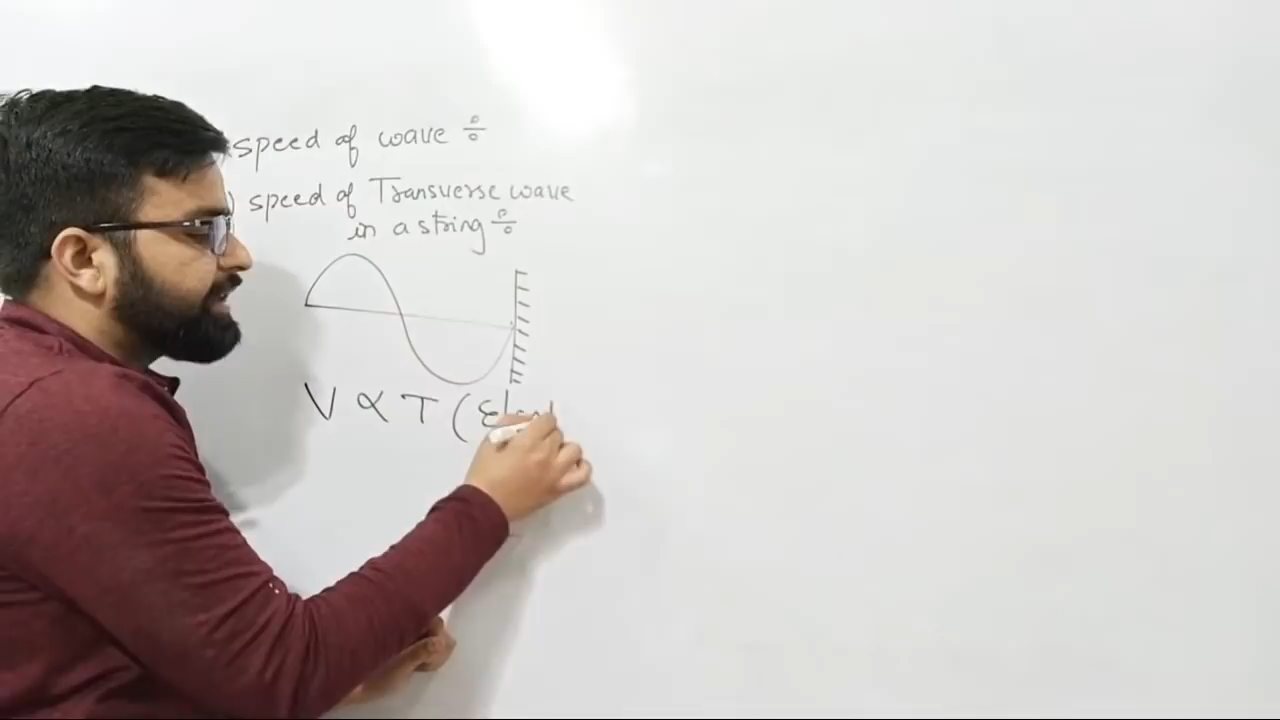 speed of wave ÷
) speed of Transverse wave
in a string ÷
V ∝ T (